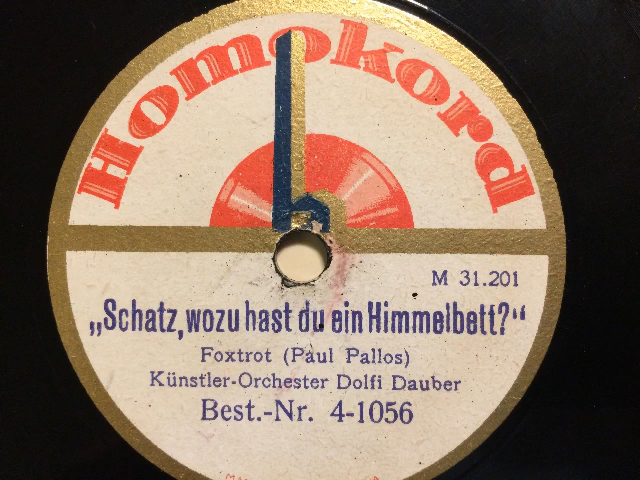 Homokord
M 31.201
„Schatz, wozu hast du ein Himmelbett?“
Foxtrot (Paul Pallos)
Künstler-Orchester Dolfi Dauber
Best.-Nr. 4-1056